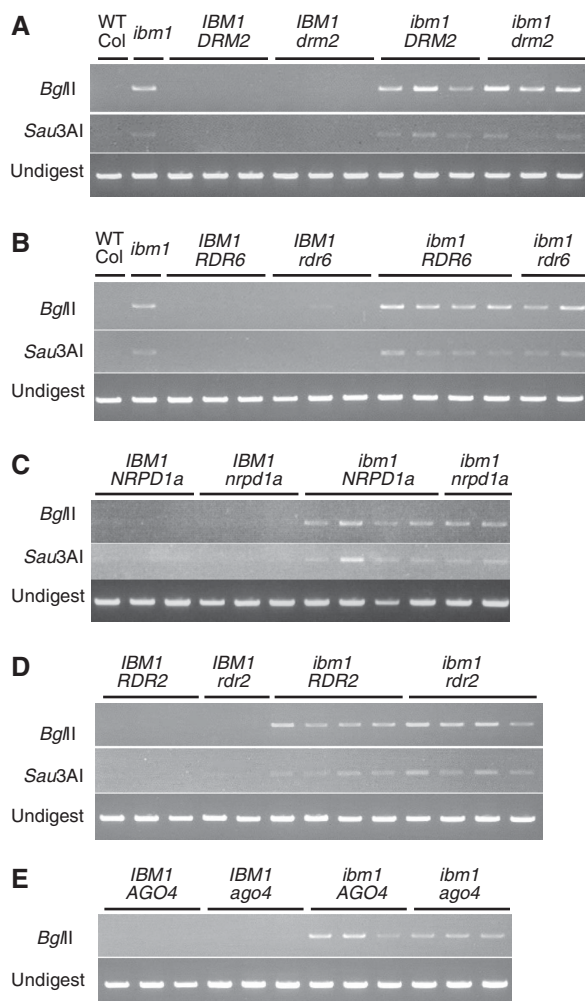 A
WT Col ibm1 IBM1 DRM2 IBM1 drm2 ibm1 DRM2 ibm1 drm2
BglII
Sau3AI
Undigest
B
WT Col ibm1 IBM1 RDR6 IBM1 rdr6 ibm1 RDR6 ibm1 rdr6
BglII
Sau3AI
Undigest
C
IBM1 NRPD1a IBM1 nrpd1a ibm1 NRPD1a ibm1 nrpd1a
BglII
Sau3AI
Undigest
D
IBM1 RDR2 IBM1 rdr2 ibm1 RDR2 ibm1 rdr2
BglII
Sau3AI
Undigest
E
IBM1 AGO4 IBM1 ago4 ibm1 AGO4 ibm1 ago4
BglII
Undigest